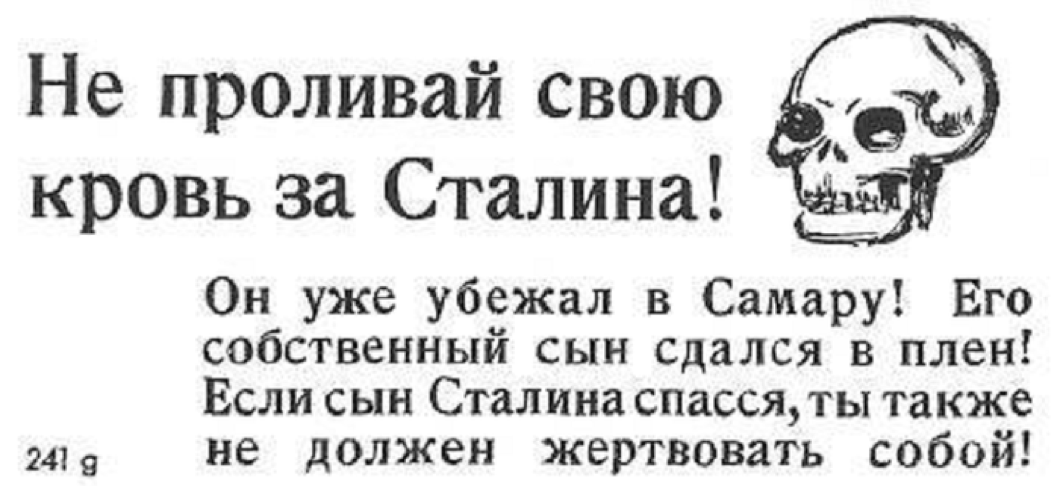 Не проливай свою
кровь за Сталина!
Он уже убежал в Самару! Его
собственный сын сдался в плен!
Если сын Сталина спасся, ты также
не должен жертвовать собой!
241 g